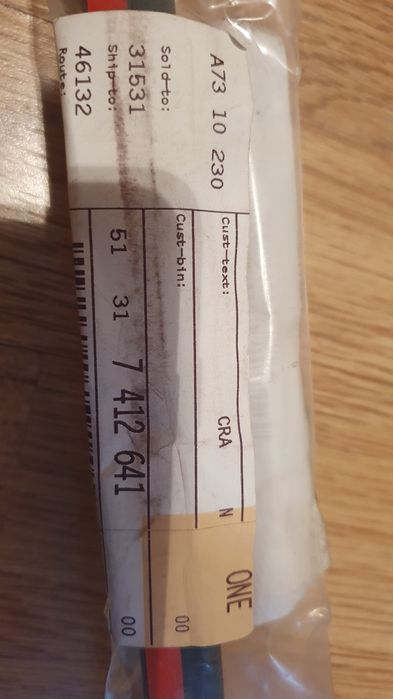 A73 10 230
Cust-text:
CRA
N
ONE
Sold-to:
31531
Cust-bin:
00
Ship-to:
46132
51 31 7 412 641
00
Route: